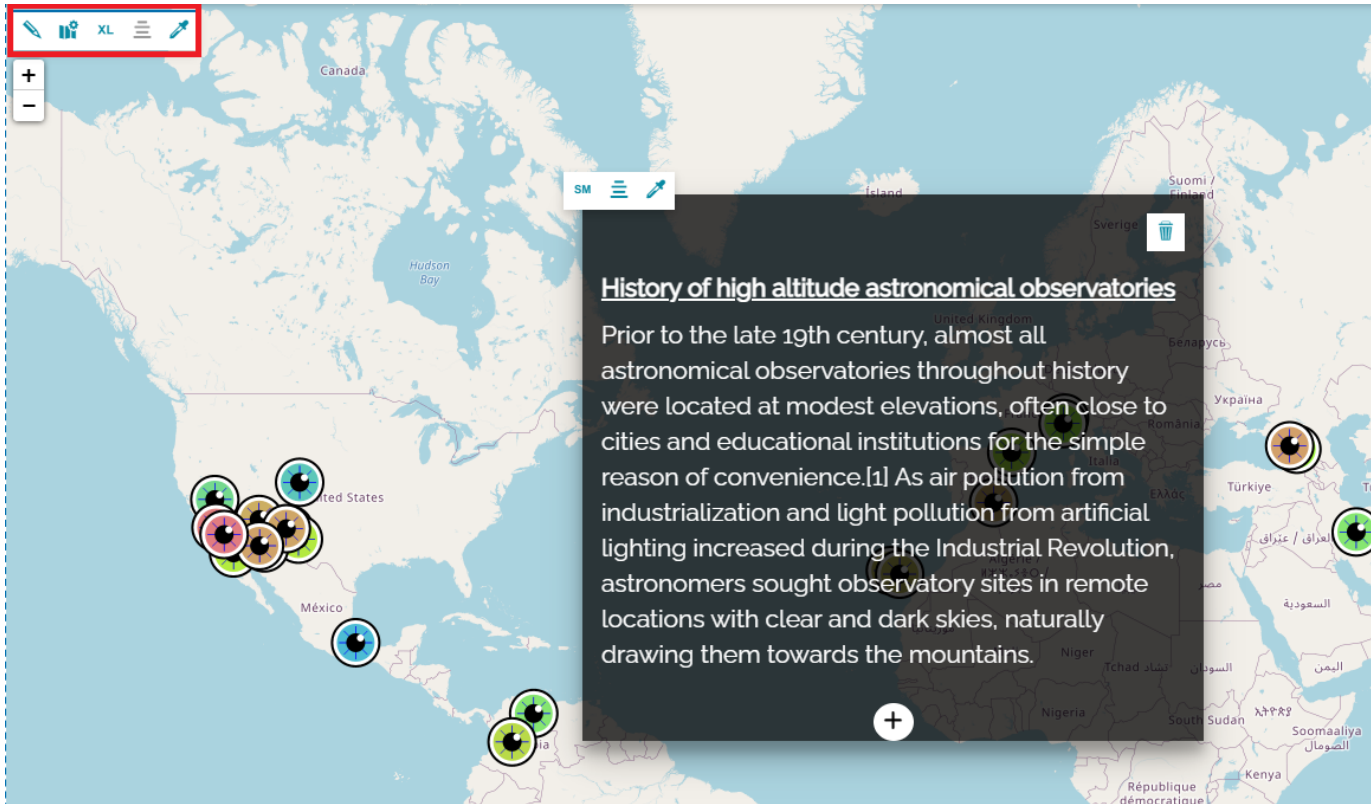 XL
+
Canada
−
Suomi /
Finland
SM
Ísland
Sverige
Hudson
Bay
History of high altitude astronomical observatories
United Kingdom
Prior to the late 19th century, almost all
Беларусь
astronomical observatories throughout history
were located at modest elevations, often close to
Україна
cities and educational institutions for the simple
România
Italia
reason of convenience.[1] As air pollution from
Ελλάς
Türkiye
ited States
industrialization and light pollution from artificial
lighting increased during the Industrial Revolution,
العراق / عێراق
astronomers sought observatory sites in remote
مصر
México
السعودية
locations with clear and dark skies, naturally
drawing them towards the mountains.
Niger
Tchad تشاد
السودان
اليمن
Nigeria
South Sudan
Soomaaliya
الصومال
+
ia
Kenya
République
démocratique